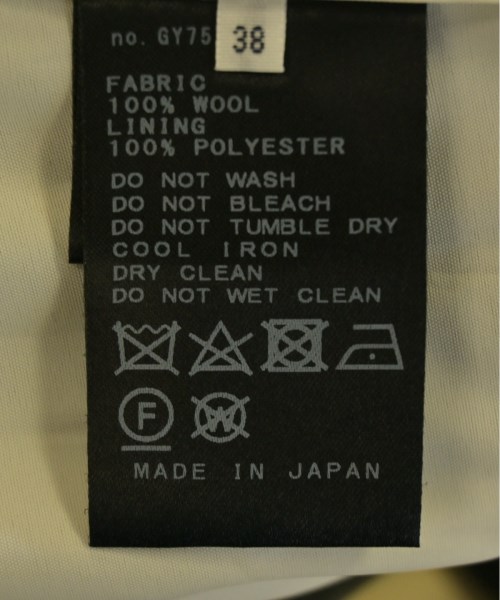 no. GY75
38
FABRIC
100% WOOL
LINING
100% POLYESTER
DO NOT WASH
DO NOT BLEACH
DO NOT TUMBLE DRY
COOL IRON
DRY CLEAN
DO NOT WET CLEAN
F W
MADE IN JAPAN